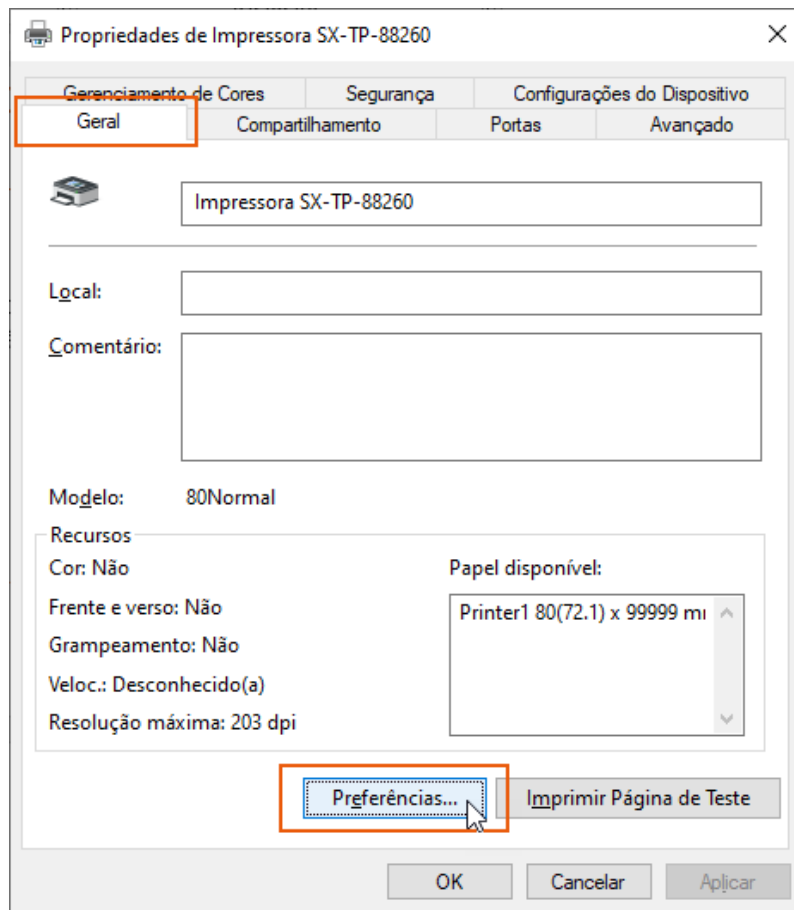 Propriedades de Impressora SX-TP-88260
Gerenciamento de Cores Segurança Configurações do Dispositivo
Geral Compartilhamento Portas Avançado
Impressora SX-TP-88260
Local:
Comentário:
Modelo: 80Normal
Recursos
Cor: Não Papel disponível:
Frente e verso: Não Printer1 80(72.1) x 99999
Grampeamento: Não
Veloc.: Desconhecido(a)
Resolução máxima: 203 dpi
Preferências... Imprimir Página de Teste
OK Cancelar Aplicar